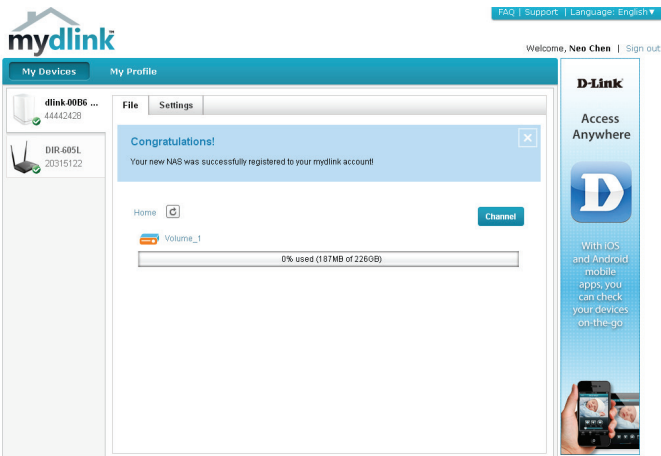 FAQ | Support | Language: English▼
mydlink
Welcome, Neo Chen | Sign out
My Devices
My Profile
dlink-00B6 ...
44442428
DIR-605L
20315122
File
Settings
Congratulations!
Your new NAS was successfully registered to your mydlink account!
Home
Channel
Volume_1
0% used (187MB of 226GB)
D-Link
Access
Anywhere
D
With iOS
and Android
mobile
apps, you
can check
your devices
on-the-go